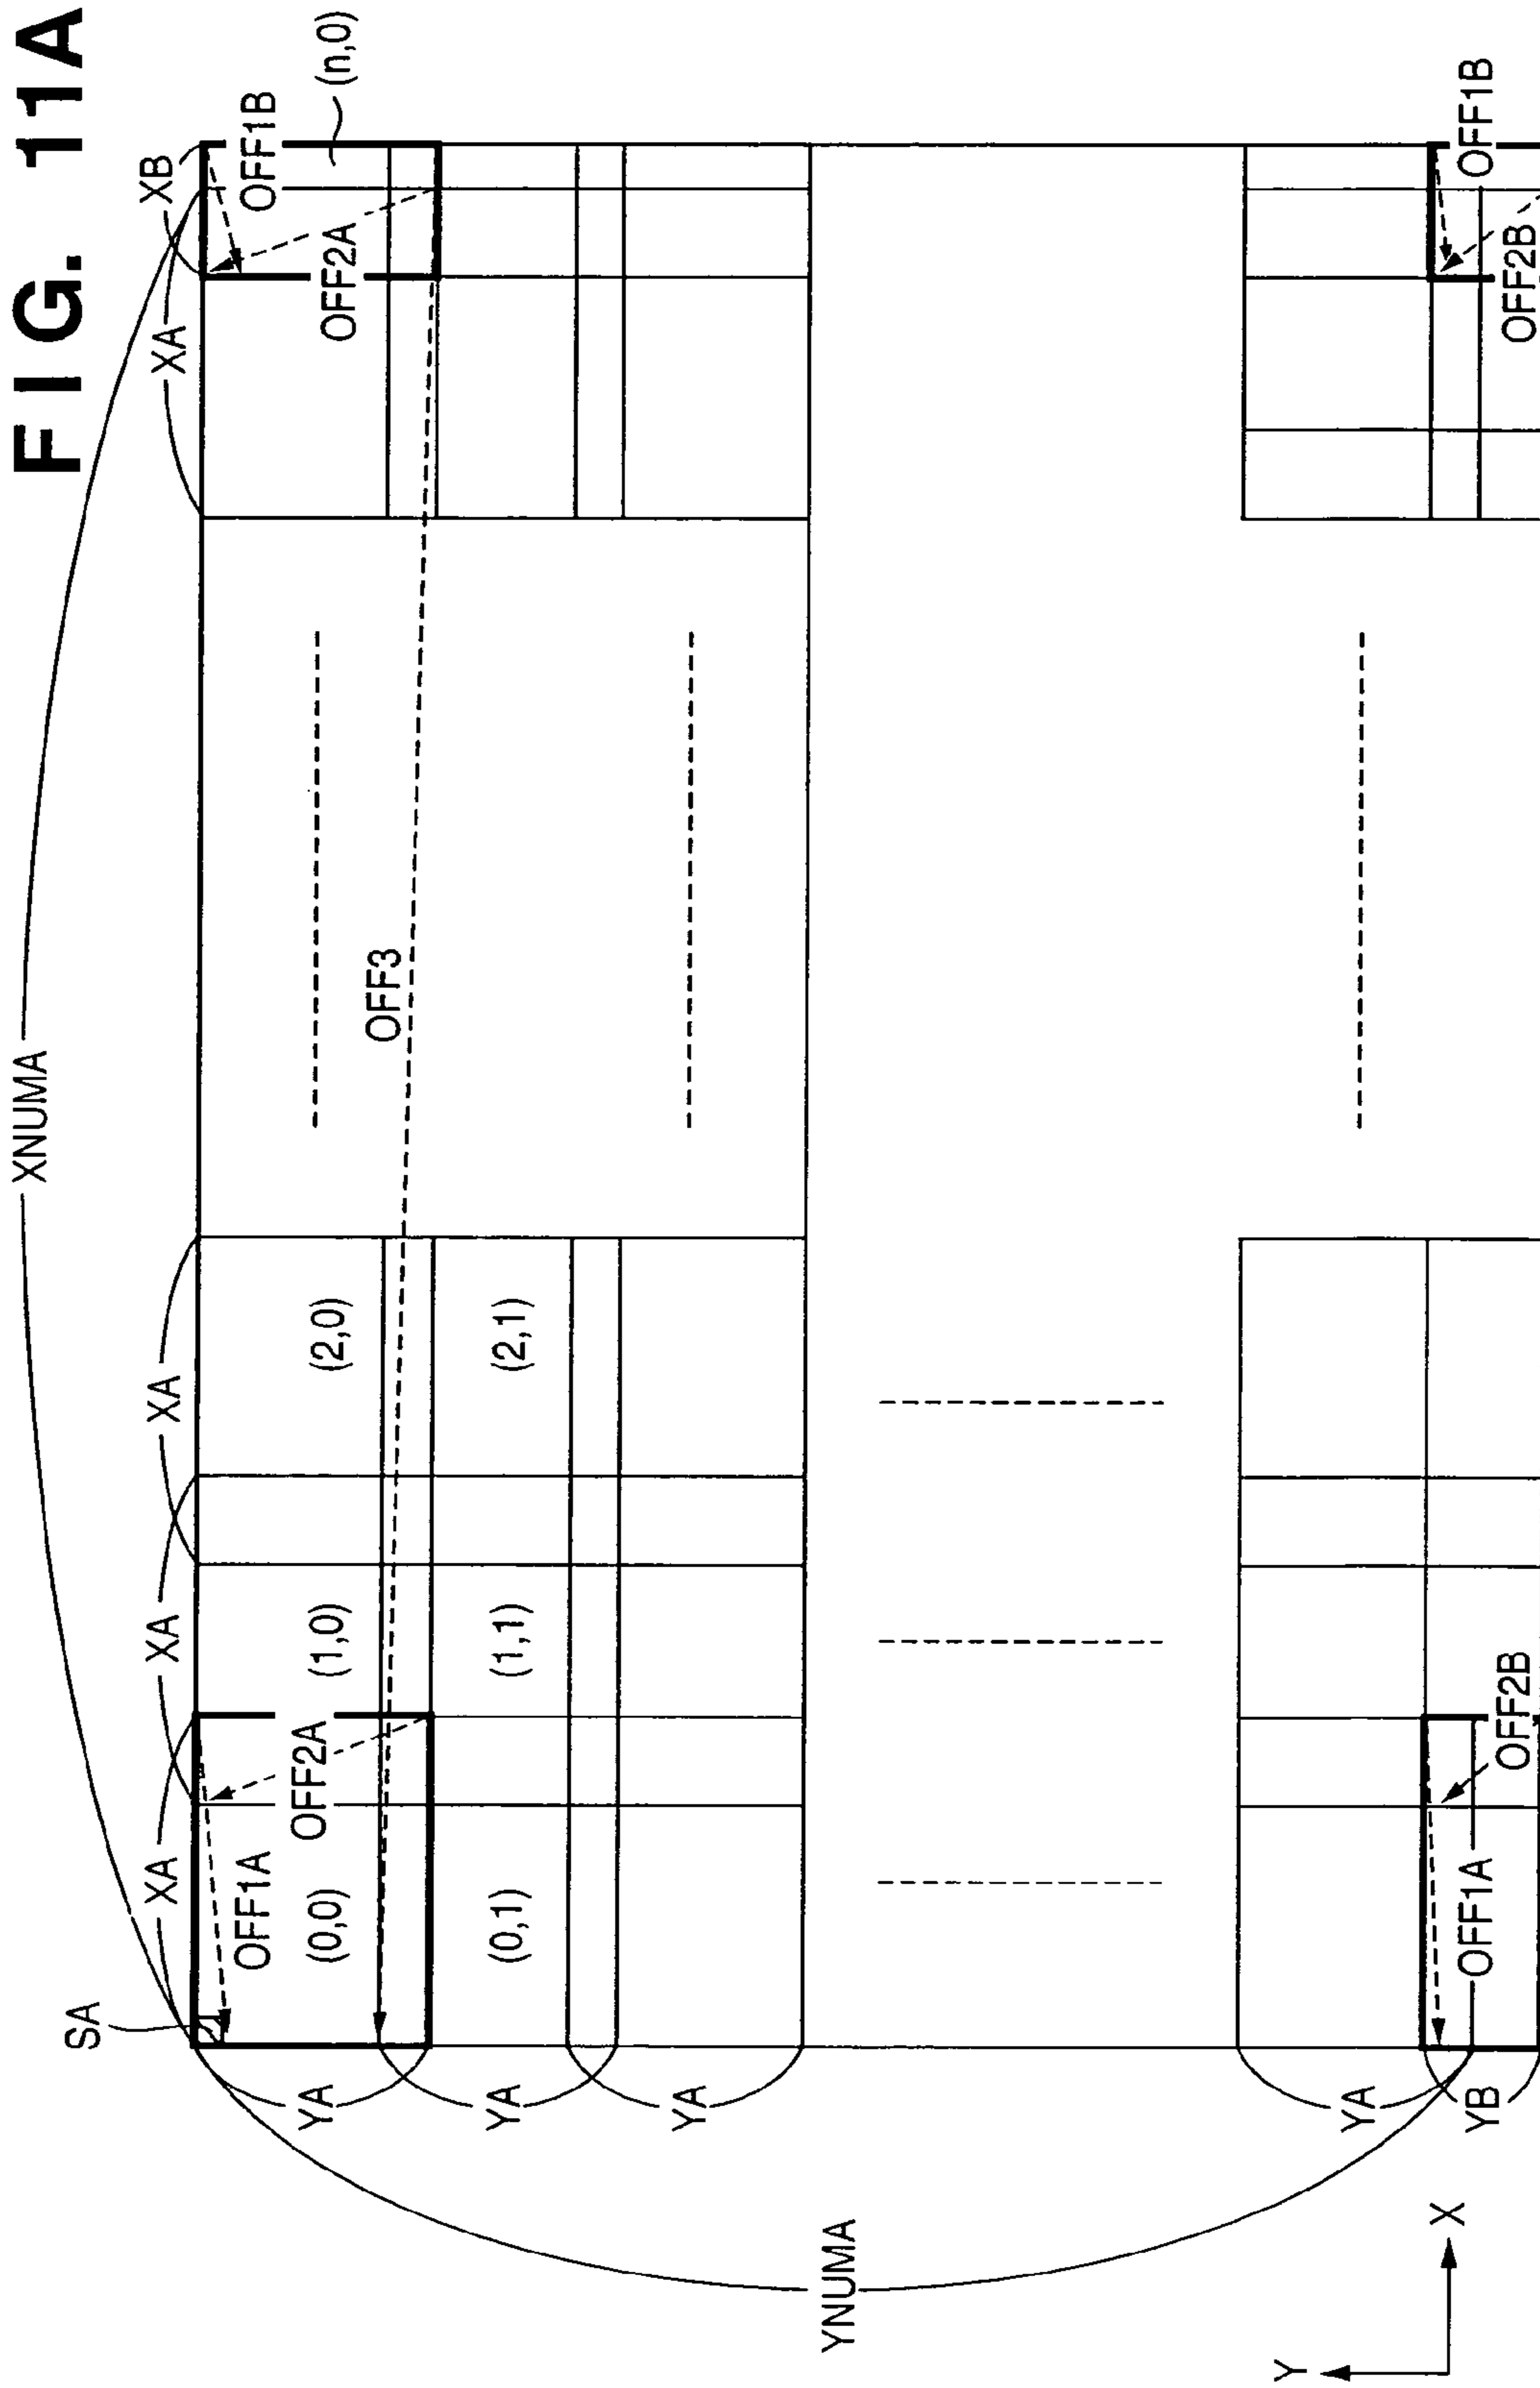 FIG. 11A
XNUMA
SA
XA
XA
XA
XA
XB
YA
OFF1A
OFF2A
(0,0)
(1,0)
(2,0)
OFF3
OFF2A
OFF1B
(n,0)
YA
(0,1)
(1,1)
(2,1)
YA
YNUMA
YA
YB
OFF1A
OFF2B
OFF2B
OFF1B
Y
X